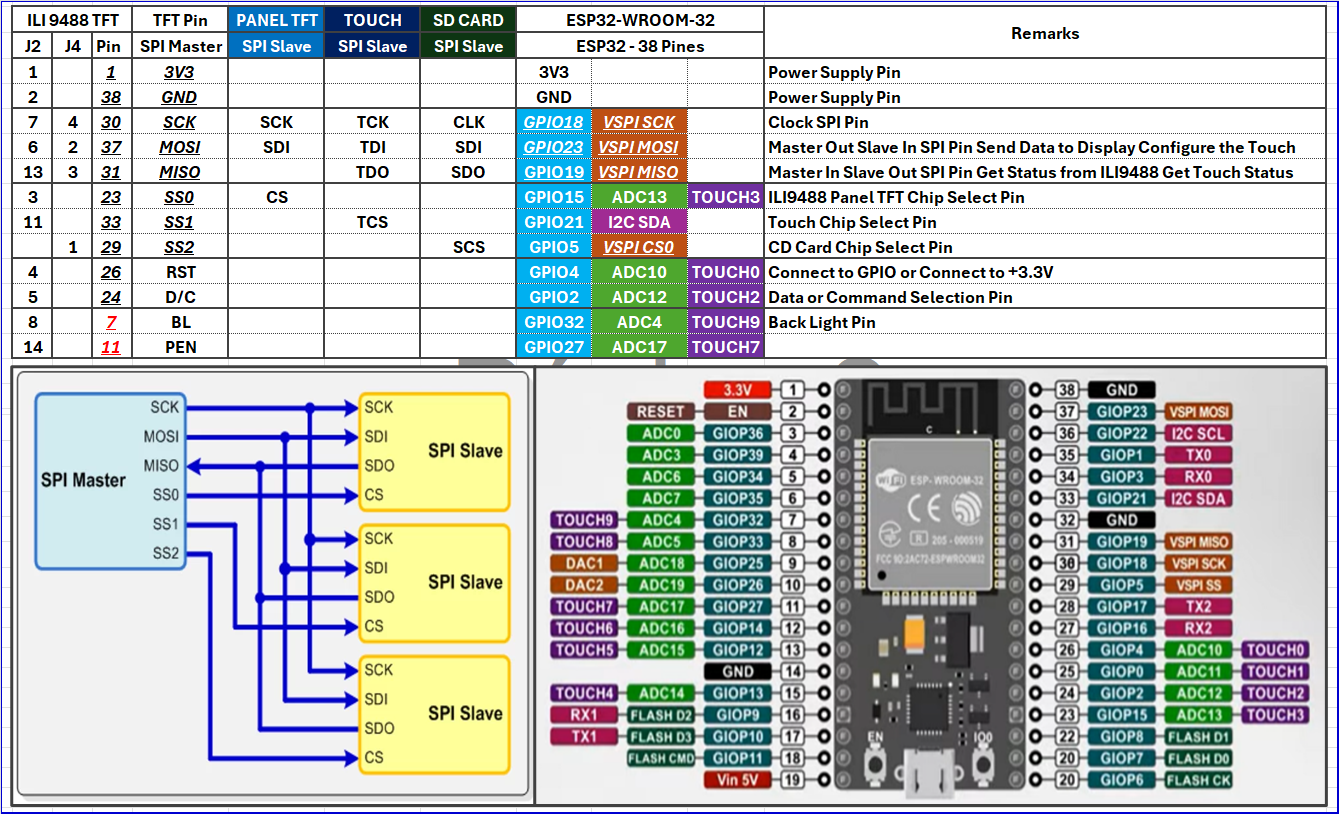 ILI 9488 TFT TFT Pin PANEL TFT TOUCH SD CARD ESP32-WROOM-32 Remarks
J2 J4 Pin SPI Master SPI Slave SPI Slave SPI Slave ESP32 - 38 Pines
1 1 3V3 3V3 Power Supply Pin
2 38 GND GND Power Supply Pin
7 4 30 SCK SCK TCK CLK GPIO18 VSPI SCK Clock SPI Pin
6 2 37 MOSI SDI TDI SDI GPIO23 VSPI MOSI Master Out Slave In SPI Pin Send Data to Display Configure the Touch
13 3 31 MISO TDO SDO GPIO19 VSPI MISO Master In Slave Out SPI Pin Get Status from ILI9488 Get Touch Status
3 23 SS0 CS GPIO15 ADC13 TOUCH3 ILI9488 Panel TFT Chip Select Pin
11 33 SS1 TCS GPIO21 I2C SDA Touch Chip Select Pin
1 29 SS2 SCS GPIO5 VSPI CS0 CD Card Chip Select Pin
4 26 RST GPIO4 ADC10 TOUCH0 Connect to GPIO or Connect to +3.3V
5 24 D/C GPIO2 ADC12 TOUCH2 Data or Command Selection Pin
8 7 BL GPIO32 ADC4 TOUCH9 Back Light Pin
14 11 PEN GPIO27 ADC17 TOUCH7
SPI Master
SCK
MOSI
MISO
SS0
SS1
SS2
SCK
SDI
SDO
CS
SPI Slave
SCK
SDI
SDO
CS
SPI Slave
SCK
SDI
SDO
CS
SPI Slave
3.3V 1
RESET EN 2
ADC0 GIOP36 3
ADC3 GIOP39 4
ADC6 GIOP34 5
ADC7 GIOP35 6
TOUCH9 ADC4 GIOP32 7
TOUCH8 ADC5 GIOP33 8
DAC1 ADC18 GIOP25 9
DAC2 ADC19 GIOP26 10
TOUCH7 ADC17 GIOP27 11
TOUCH6 ADC16 GIOP14 12
TOUCH5 ADC15 GIOP12 13
GND 14
TOUCH4 ADC14 GIOP13 15
RX1 FLASH D2 GIOP9 16
TX1 FLASH D3 GIOP10 17
FLASH CMD GIOP11 18
Vin 5V 19
C
WiFi ESP-WROOM-32
CE
R 205-000519
FCC ID:2AC72-ESPWROOM32
EN IO0
38 GND
37 GIOP23 VSPI MOSI
36 GIOP22 I2C SCL
35 GIOP1 TX0
34 GIOP3 RX0
33 GIOP21 I2C SDA
32 GND
31 GIOP19 VSPI MISO
30 GIOP18 VSPI SCK
29 GIOP5 VSPI SS
28 GIOP17 TX2
27 GIOP16 RX2
26 GIOP4 ADC10 TOUCH0
25 GIOP0 ADC11 TOUCH1
24 GIOP2 ADC12 TOUCH2
23 GIOP15 ADC13 TOUCH3
22 GIOP8 FLASH D1
20 GIOP7 FLASH D0
20 GIOP6 FLASH CK